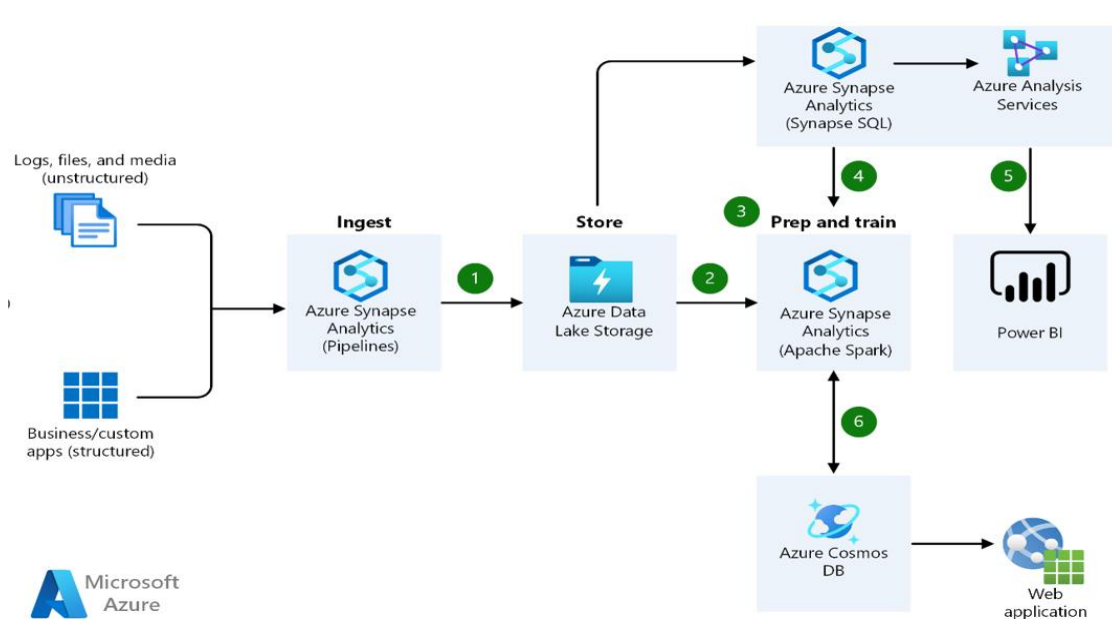 Logs, files, and media
(unstructured)
Business/custom
apps (structured)
Ingest
Azure Synapse
Analytics
(Pipelines)
1
Store
Azure Data
Lake Storage
2
Azure Synapse
Analytics
(Synapse SQL)
Azure Analysis
Services
4
5
3
Prep and train
Azure Synapse
Analytics
(Apache Spark)
Power BI
6
Azure Cosmos
DB
Web
application
Microsoft
Azure